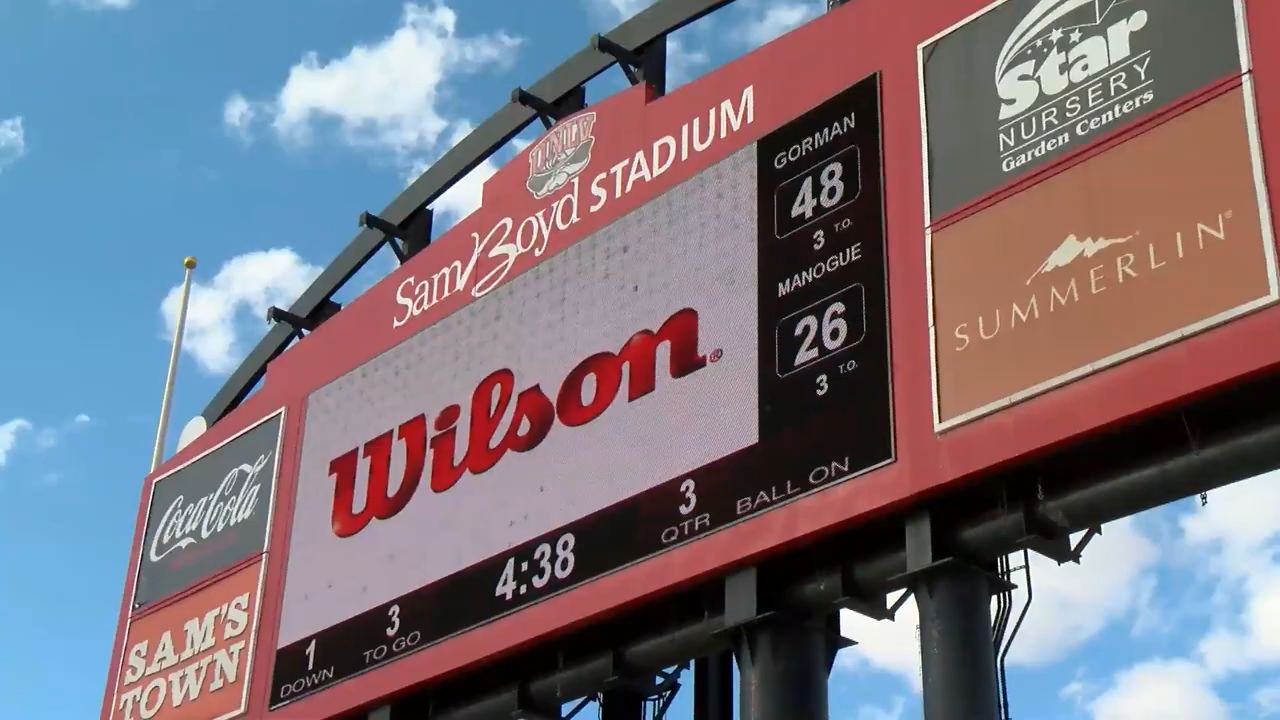 UNLV
Sam Boyd STADIUM
GORMAN
48
3 T.O.
MANOGUE
26
3 T.O.
Wilson®
1
DOWN
3
TO GO
4:38
3
QTR
BALL ON
Star
NURSERY
Garden Centers
SUMMERLIN®
Coca-Cola
SAM'S
TOWN